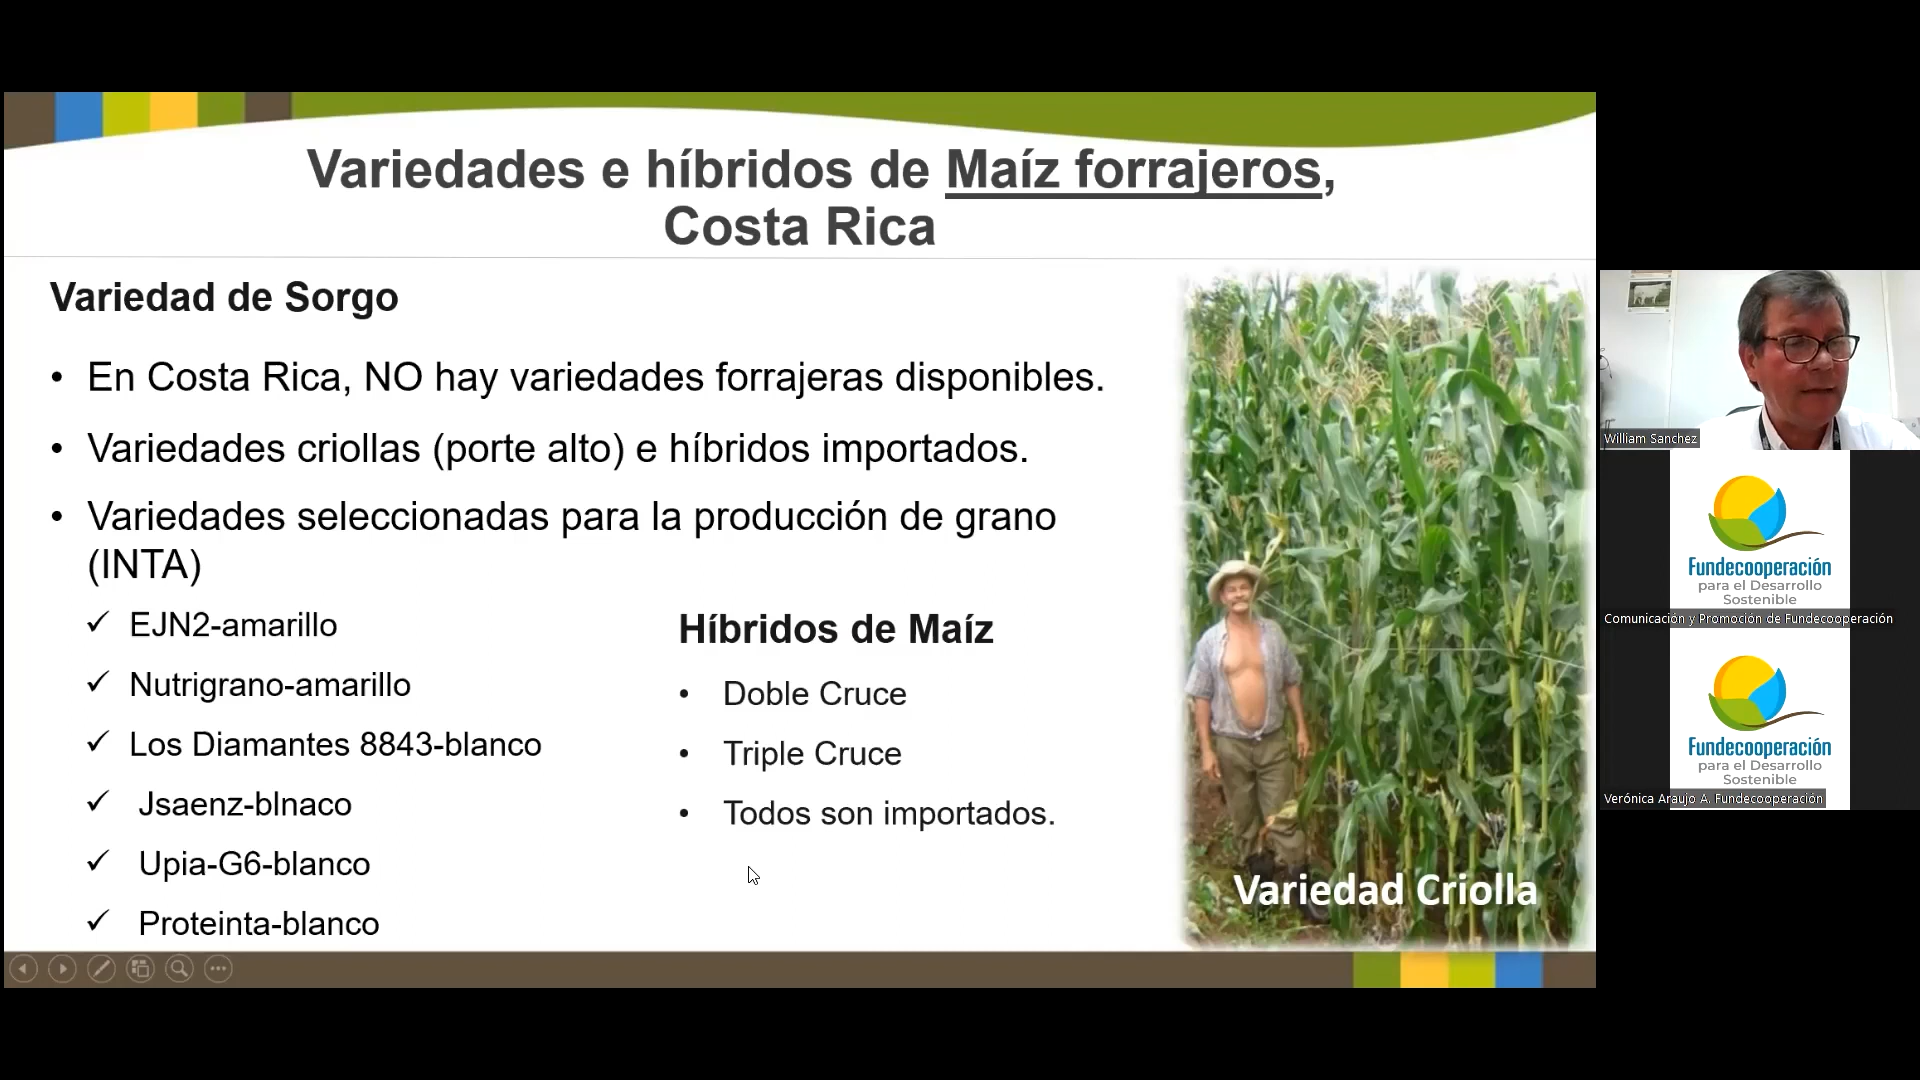 Variedades e híbridos de Maíz forrajeros,
Costa Rica
Variedad de Sorgo
• En Costa Rica, NO hay variedades forrajeras disponibles.
• Variedades criollas (porte alto) e híbridos importados.
• Variedades seleccionadas para la producción de grano
(INTA)
✓ EJN2-amarillo
✓ Nutrigrano-amarillo
✓ Los Diamantes 8843-blanco
✓ Jsaenz-blnaco
✓ Upia-G6-blanco
✓ Proteinta-blanco
Híbridos de Maíz
• Doble Cruce
• Triple Cruce
• Todos son importados.
Variedad Criolla
William Sanchez
Fundecooperación
para el Desarrollo
Sostenible
Comunicación y Promoción de Fundecooperación
Fundecooperación
para el Desarrollo
Sostenible
Verónica Araujo A. Fundecooperación